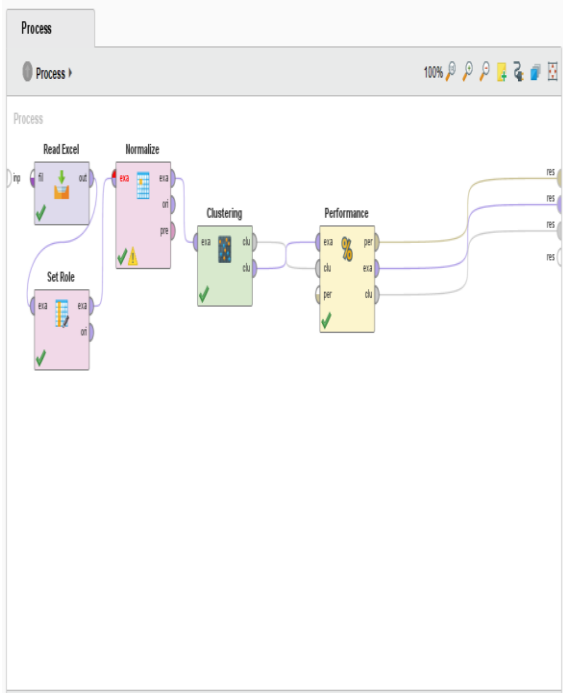 Process
Process
100%
Process
Read Excel
inp
fil
out
Normalize
exa
exa
ori
pre
Clustering
exa
clu
clu
Performance
exa
per
clu
exa
per
clu
res
res
res
res
Set Role
exa
exa
ori